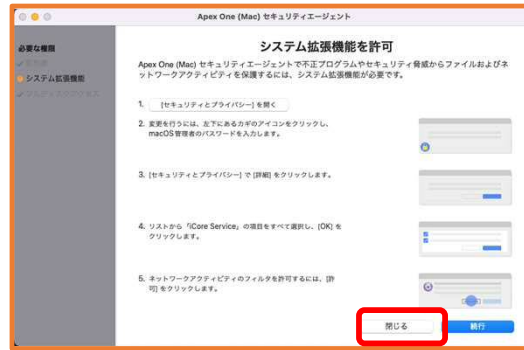 Apex One (Mac) セキュリティエージェント
必要な権限
システム拡張機能
システム拡張機能を許可
Apex One (Mac) セキュリティエージェントで不正プログラムやセキュリティ脅威からファイルおよびネ
ットワークアクティビティを保護するには、システム拡張機能が必要です。
1. [セキュリティとプライバシー] を開く
2. 変更を行うには、左下にあるカギのアイコンをクリックし、
macOS 管理者のパスワードを入力します。
3. [セキュリティとプライバシー] で [詳細] をクリックします。
4. リストから「iCore Service」の項目をすべて選択し、[OK] を
クリックします。
5. ネットワークアクティビティのフィルタを許可するには、[許
可] をクリックします。
閉じる
続行